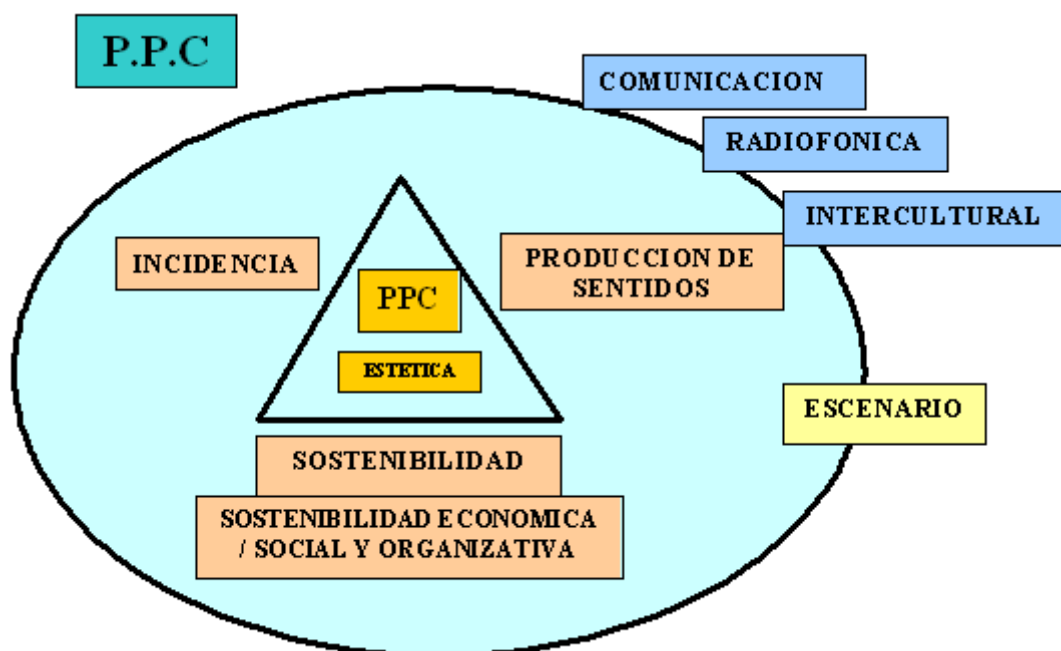 P.P.C
COMUNICACION
RADIOFONICA
INTERCULTURAL
INCIDENCIA
PRODUCCION DE
SENTIDOS
PPC
ESTETICA
ESCENARIO
SOSTENIBILIDAD
SOSTENIBILIDAD ECONOMICA
/ SOCIAL Y ORGANIZATIVA